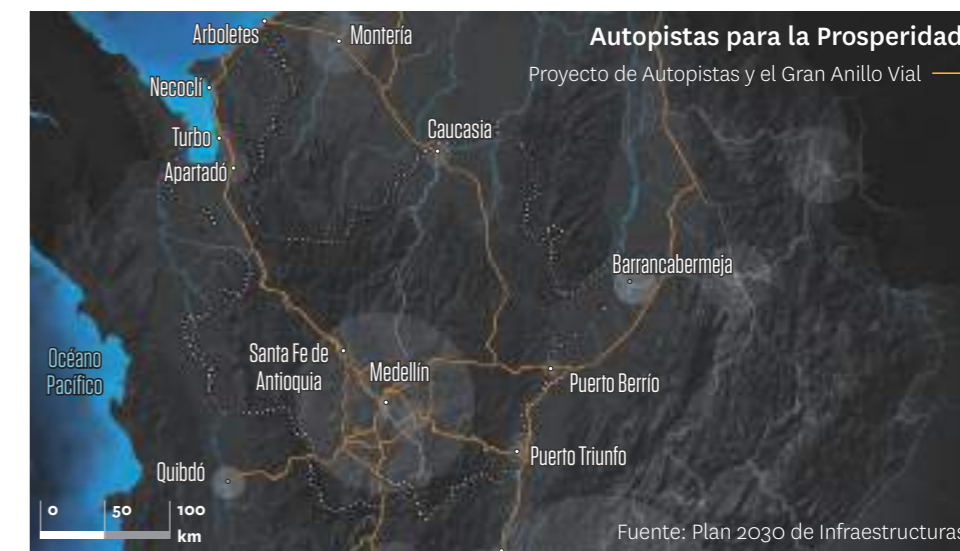 Autopistas para la Prosperidad
Proyecto de Autopistas y el Gran Anillo Vial
Arboletes
Montería
Necoclí
Turbo
Caucasia
Apartadó
Barrancabermeja
Océano
Pacífico
Santa Fe de
Antioquia
Medellín
Puerto Berrío
Quibdó
Puerto Triunfo
0 50 100
km
Fuente: Plan 2030 de Infraestructuras